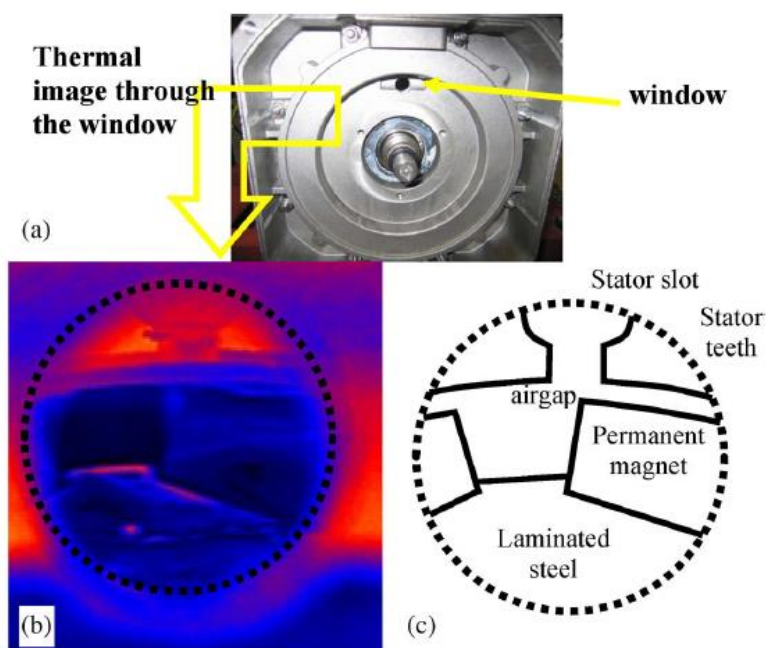 Thermal
image through
the window
window
(a)
(b)
Stator slot
Stator
teeth
airgap
Permanent
magnet
Laminated
steel
(c)